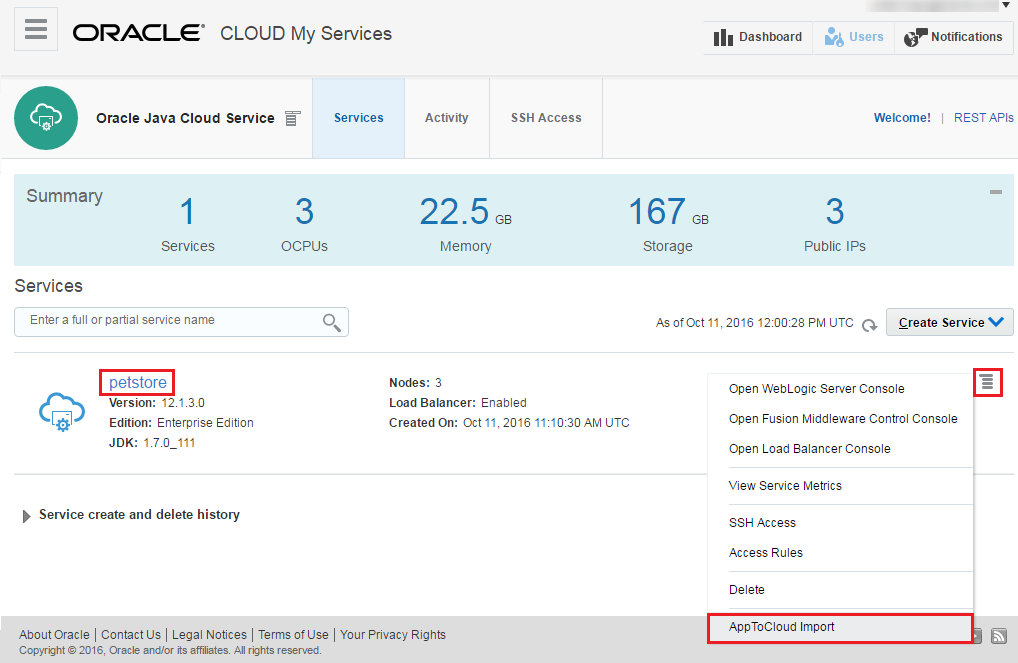 ORACLE® CLOUD My Services
Dashboard Users Notifications
Oracle Java Cloud Service Services Activity SSH Access Welcome! | REST APIs
Summary
1 3 22.5 GB 167 GB 3
Services OCPUs Memory Storage Public IPs
Services
Enter a full or partial service name As of Oct 11, 2016 12:00:28 PM UTC Create Service
petstore
Version: 12.1.3.0
Edition: Enterprise Edition
JDK: 1.7.0_111
Nodes: 3
Load Balancer: Enabled
Created On: Oct 11, 2016 11:10:30 AM UTC
Open WebLogic Server Console
Open Fusion Middleware Control Console
Open Load Balancer Console
View Service Metrics
SSH Access
Access Rules
Delete
AppToCloud Import
Service create and delete history
About Oracle | Contact Us | Legal Notices | Terms of Use | Your Privacy Rights
Copyright © 2016, Oracle and/or its affiliates. All rights reserved.